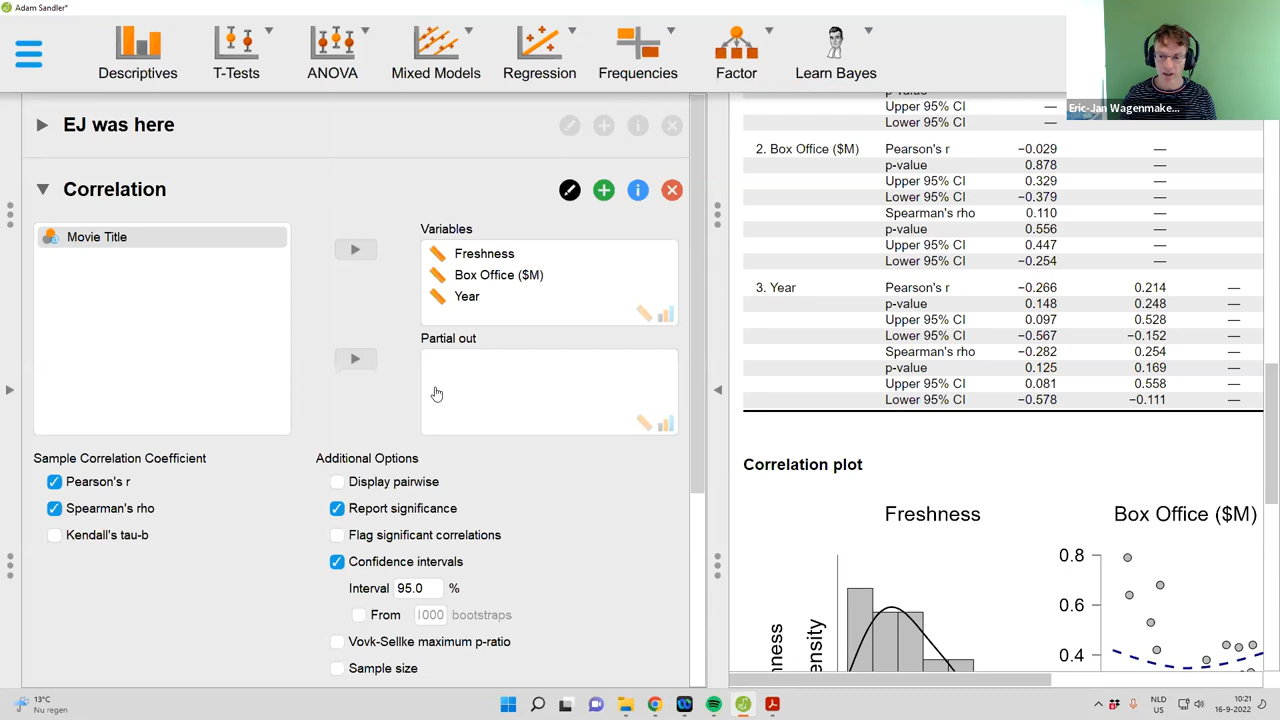 Adam Sandler*
Descriptives
T-Tests
ANOVA
Mixed Models
Regression
Frequencies
Factor
Learn Bayes
Eric-Jan Wagenmake...
EJ was here
Correlation
Movie Title
Variables
Freshness
Box Office ($M)
Year
Partial out
Sample Correlation Coefficient
Pearson's r
Spearman's rho
Kendall's tau-b
Additional Options
Display pairwise
Report significance
Flag significant correlations
Confidence intervals
Interval 95.0 %
From 1000 bootstraps
Vovk-Sellke maximum p-ratio
Sample size
Upper 95% CI —
Lower 95% CI —
2. Box Office ($M) Pearson's r −0.029 —
p-value 0.878 —
Upper 95% CI 0.329 —
Lower 95% CI −0.379 —
Spearman's rho 0.110 —
p-value 0.556 —
Upper 95% CI 0.447 —
Lower 95% CI −0.254 —
3. Year Pearson's r −0.266 0.214 —
p-value 0.148 0.248 —
Upper 95% CI 0.097 0.528 —
Lower 95% CI −0.567 −0.152 —
Spearman's rho −0.282 0.254 —
p-value 0.125 0.169 —
Upper 95% CI 0.081 0.558 —
Lower 95% CI −0.578 −0.111 —
Correlation plot
Freshness
Box Office ($M)
0.8
0.6
0.4
13°C
Nu regen
NLD
US
10:21
16-9-2022